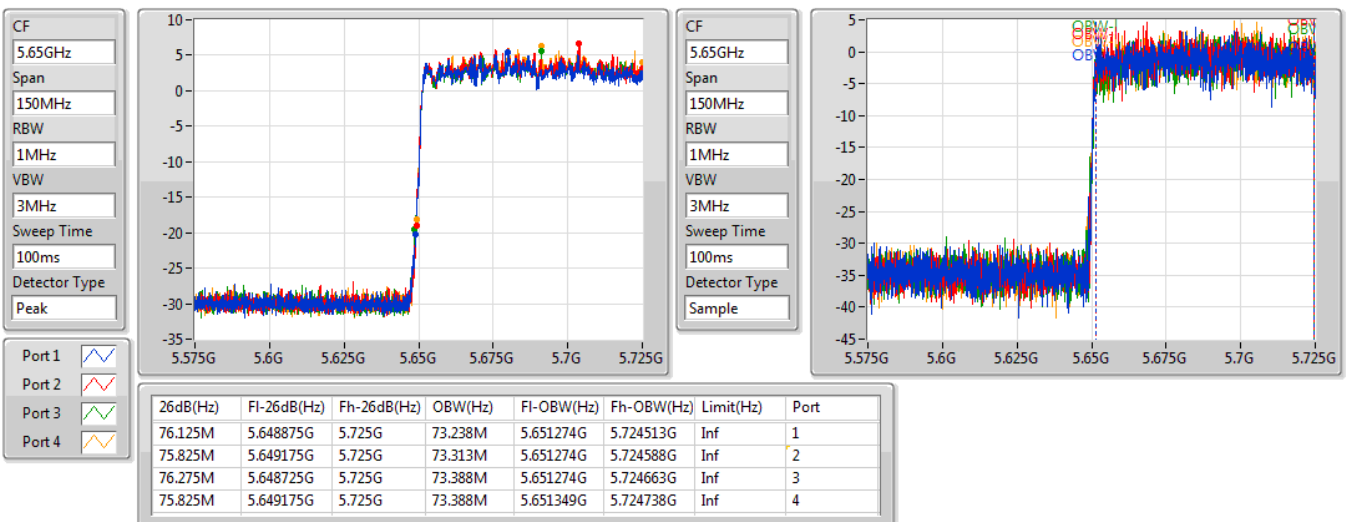 CF
5.65GHz
Span
150MHz
RBW
1MHz
VBW
3MHz
Sweep Time
100ms
Detector Type
Peak
10
5
0
-5
-10
-15
-20
-25
-30
-35
5.575G 5.6G 5.625G 5.65G 5.675G 5.7G 5.725G
CF
5.65GHz
Span
150MHz
RBW
1MHz
VBW
3MHz
Sweep Time
100ms
Detector Type
Sample
5
0
-5
-10
-15
-20
-25
-30
-35
-40
-45
5.575G 5.6G 5.625G 5.65G 5.675G 5.7G 5.725G
Port 1
Port 2
Port 3
Port 4
26dB(Hz) Fl-26dB(Hz) Fh-26dB(Hz) OBW(Hz) Fl-OBW(Hz) Fh-OBW(Hz) Limit(Hz) Port
76.125M 5.648875G 5.725G 73.238M 5.651274G 5.724513G Inf 1
75.825M 5.649175G 5.725G 73.313M 5.651274G 5.724588G Inf 2
76.275M 5.648725G 5.725G 73.388M 5.651274G 5.724663G Inf 3
75.825M 5.649175G 5.725G 73.388M 5.651349G 5.724738G Inf 4